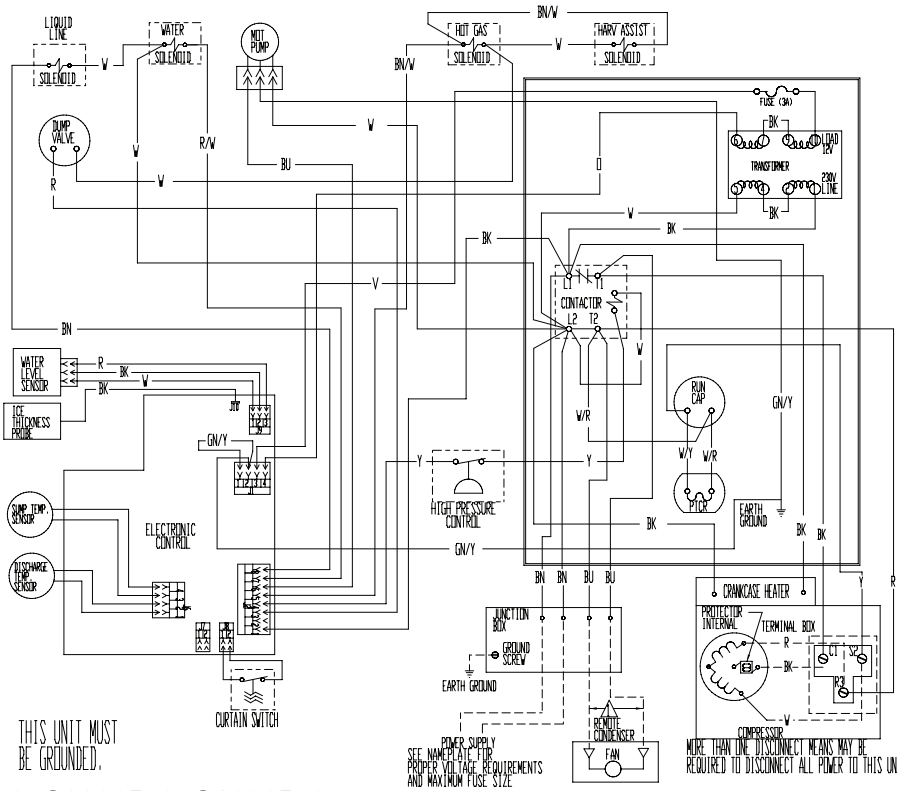 LIQUID
LINE
SOLENOID
W
WATER
SOLENOID
MOT
PUMP
BN/W
HOT GAS
SOLENOID
W
HARV ASSIST
SOLENOID
BN/W
FUSE (3A)
BK
LOAD
12V
TRANSFORMER
230V
LINE
BK
DUMP
VALVE
R
W
R/W
W
BU
W
O
W
BK
BK
V
L1
T1
CONTACTOR
L2
T2
W
BN
WATER
LEVEL
SENSOR
R
BK
W
BK
ICE
THICKNESS
PROBE
GN/Y
RUN
CAP
W/R
GN/Y
W/Y
W/R
PTCR
Y
HIGH PRESSURE
CONTROL
Y
EARTH
GROUND
BK
BK
BK
SUMP TEMP.
SENSOR
ELECTRONIC
CONTROL
GN/Y
DISCHARGE
TEMP.
SENSOR
BN
BN
BU
BU
Y
R
CRANKCASE HEATER
JUNCTION
BOX
GROUND
SCREW
EARTH GROUND
PROTECTOR
INTERNAL
TERMINAL BOX
R
BK
C1
S2
R3
W
COMPRESSOR
CURTAIN SWITCH
REMOTE
CONDENSER
FAN
POWER SUPPLY
SEE NAMEPLATE FOR
PROPER VOLTAGE REQUIREMENTS
AND MAXIMUM FUSE SIZE
MORE THAN ONE DISCONNECT MEANS MAY BE
REQUIRED TO DISCONNECT ALL POWER TO THIS UN
THIS UNIT MUST
BE GROUNDED.